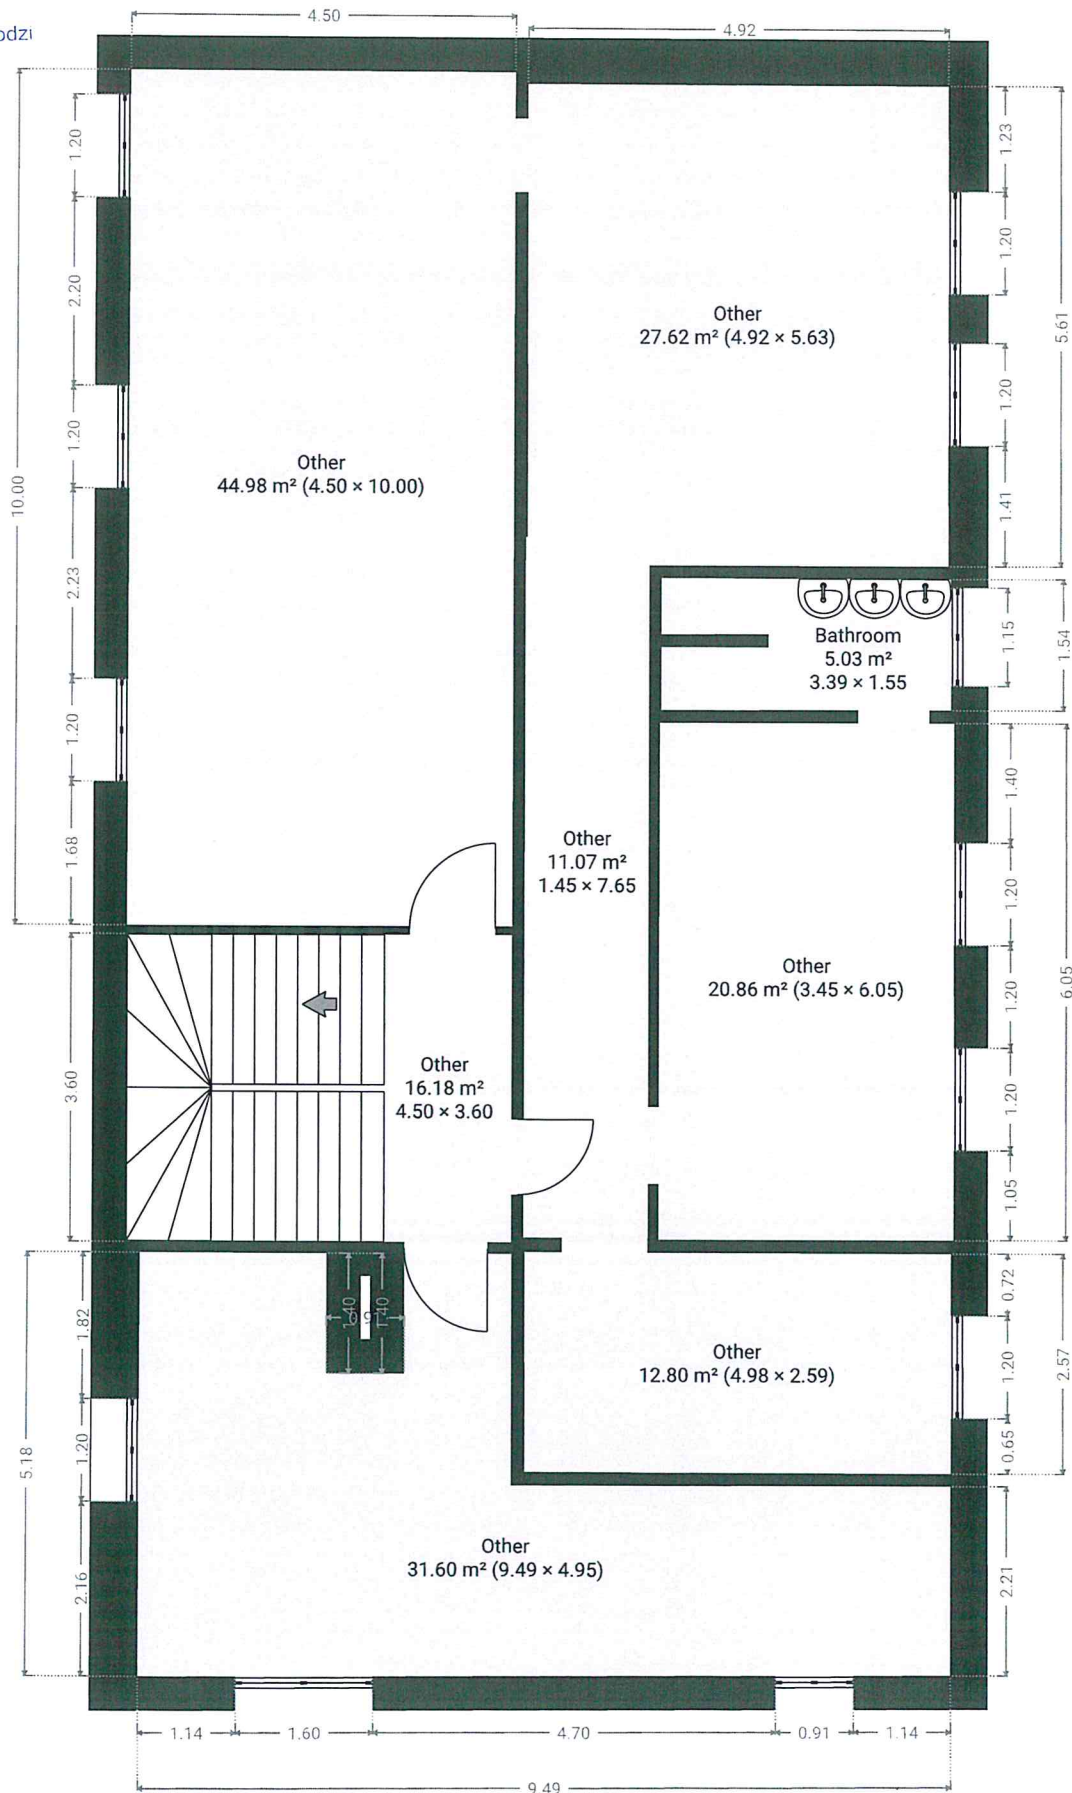 odzi
4.50
4.92
1.20
2.20
1.20
2.23
1.20
1.68
10.00
3.60
1.82
1.20
2.16
5.18
1.23
1.20
1.20
1.41
5.61
1.15
1.54
1.40
1.20
1.20
1.20
1.05
6.05
0.72
1.20
0.65
2.57
2.21
Other
27.62 m² (4.92 × 5.63)
Other
44.98 m² (4.50 × 10.00)
Bathroom
5.03 m²
3.39 × 1.55
Other
11.07 m²
1.45 × 7.65
Other
20.86 m² (3.45 × 6.05)
Other
16.18 m²
4.50 × 3.60
1.40
0.91
1.40
Other
12.80 m² (4.98 × 2.59)
Other
31.60 m² (9.49 × 4.95)
1.14
1.60
4.70
0.91
1.14
9.49